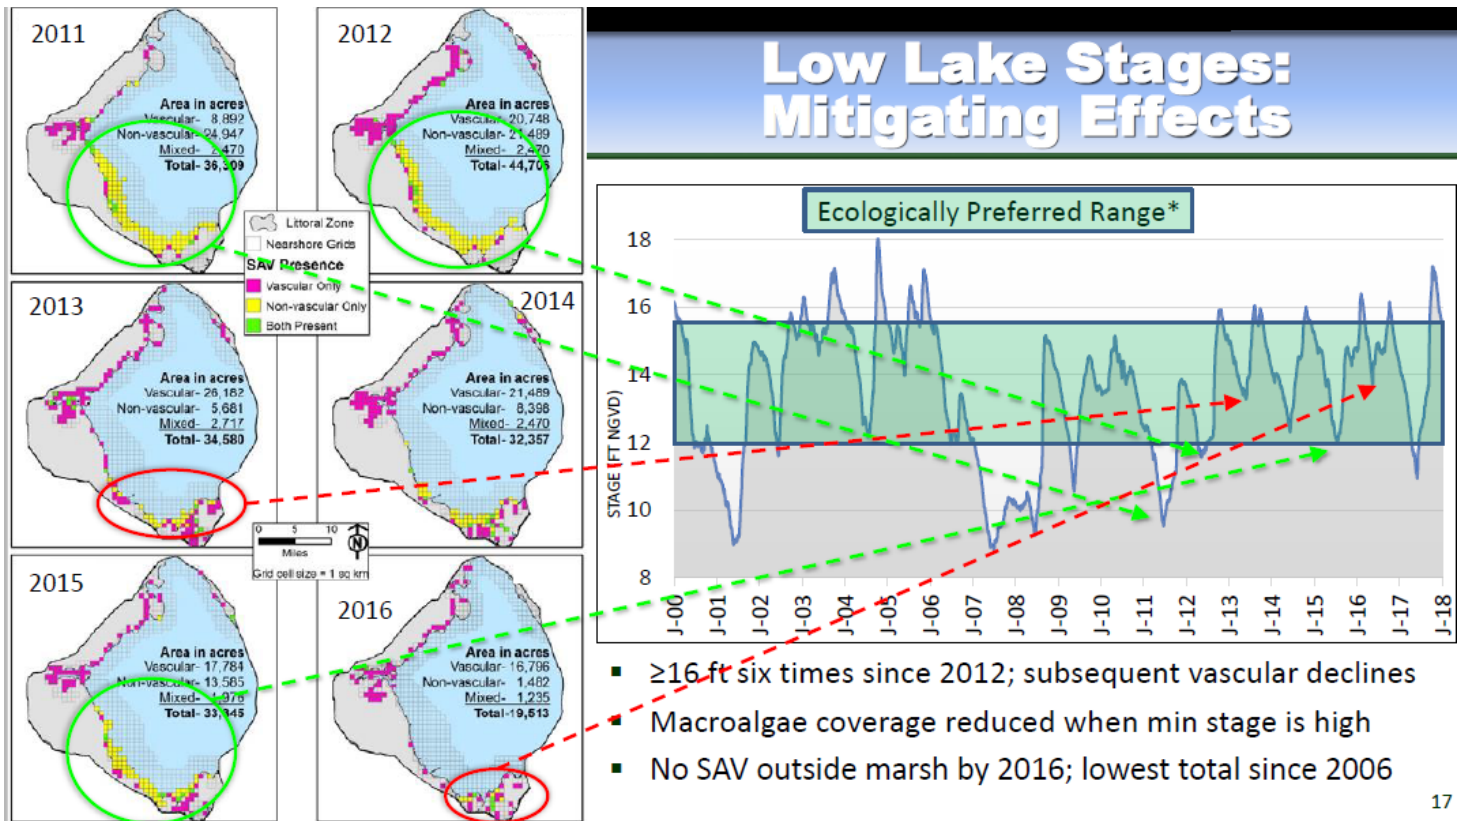 Low Lake Stages:
Mitigating Effects
2011
Area in acres
Vascular- 8,892
Non-vascular- 24,947
Mixed- 2,470
Total- 36,309
2012
Area in acres
Vascular- 20,748
Non-vascular- 21,489
Mixed- 2,470
Total- 44,706
Littoral Zone
Nearshore Grids
SAV Presence
Vascular Only
Non-vascular Only
Both Present
2013
Area in acres
Vascular- 26,182
Non-vascular- 5,681
Mixed- 2,717
Total- 34,580
2014
Area in acres
Vascular- 21,489
Non-vascular- 8,398
Mixed- 2,470
Total- 32,357
0 5 10
Miles
N
Grid cell size = 1 sq km
2015
Area in acres
Vascular- 17,784
Non-vascular- 13,585
Mixed- 1,976
Total- 33,345
2016
Area in acres
Vascular- 16,796
Non-vascular- 1,482
Mixed- 1,235
Total-19,513
Ecologically Preferred Range*
STAGE (FT NGVD)
18
16
14
12
10
8
J-00
J-01
J-02
J-03
J-04
J-05
J-06
J-07
J-08
J-09
J-10
J-11
J-12
J-13
J-14
J-15
J-16
J-17
J-18
▪ ≥16 ft six times since 2012; subsequent vascular declines
▪ Macroalgae coverage reduced when min stage is high
▪ No SAV outside marsh by 2016; lowest total since 2006
17